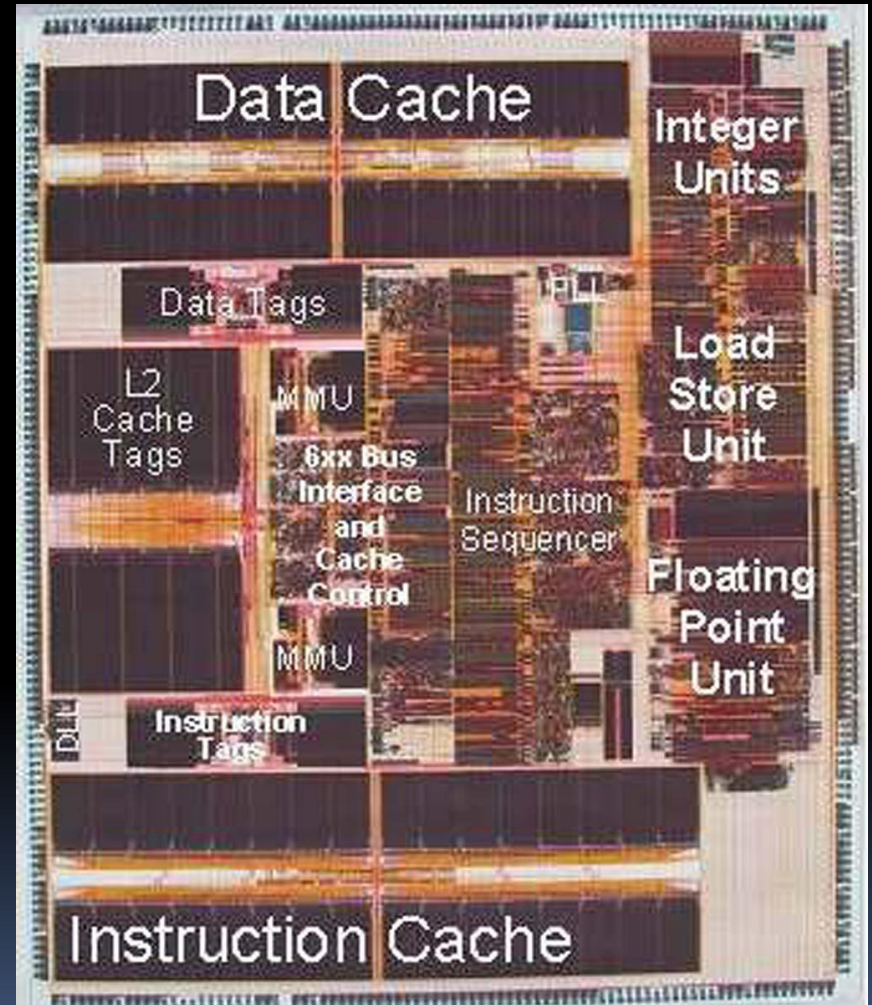 Data Cache
Integer
Units
Data Tags
Load
Store
Unit
L2
Cache
Tags
MMU
6xx Bus
Interface
and
Cache
Control
Instruction
Sequencer
Floating
Point
Unit
MMU
Instruction
Tags
DLL
Instruction Cache